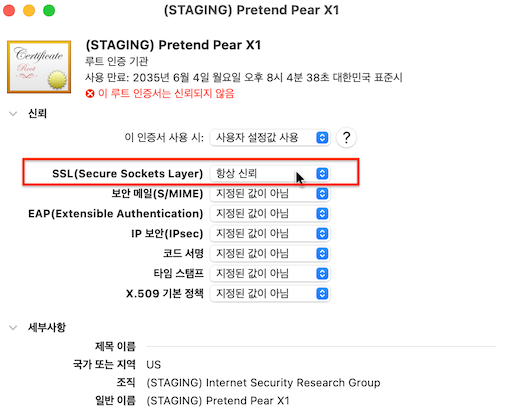 (STAGING) Pretend Pear X1
Certificate
Root
(STAGING) Pretend Pear X1
루트 인증 기관
사용 만료: 2035년 6월 4일 월요일 오후 8시 4분 38초 대한민국 표준시
이 루트 인증서는 신뢰되지 않음
신뢰
이 인증서 사용 시: 사용자 설정값 사용 ?
SSL(Secure Sockets Layer) 항상 신뢰
보안 메일(S/MIME) 지정된 값이 아님
EAP(Extensible Authentication) 지정된 값이 아님
IP 보안(IPsec) 지정된 값이 아님
코드 서명 지정된 값이 아님
타임 스탬프 지정된 값이 아님
X.509 기본 정책 지정된 값이 아님
세부사항
제목 이름
국가 또는 지역 US
조직 (STAGING) Internet Security Research Group
일반 이름 (STAGING) Pretend Pear X1